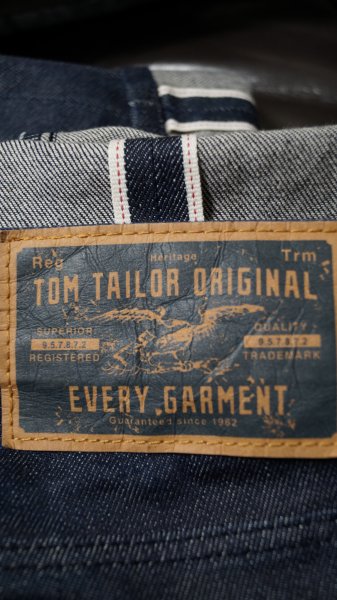 Reg Heritage Trm
TOM TAILOR ORIGINAL
SUPERIOR QUALITY
9.5.7.8.7.2 9.5.7.8.7.2
REGISTERED TRADEMARK
EVERY GARMENT
Guaranteed since 1962